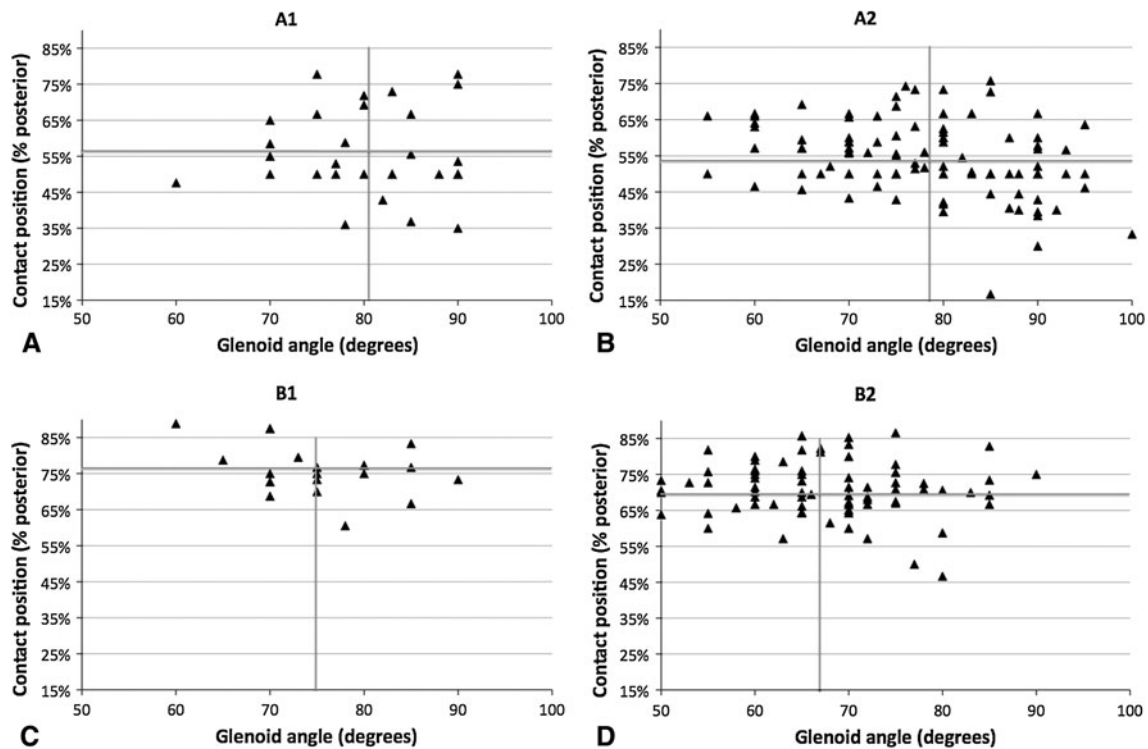 A1
85%
75%
65%
55%
45%
35%
25%
15%
Contact position (% posterior)
50 60 70 80 90 100
Glenoid angle (degrees)
A
A2
85%
75%
65%
55%
45%
35%
25%
15%
Contact position (% posterior)
50 60 70 80 90 100
Glenoid angle (degrees)
B
B1
85%
75%
65%
55%
45%
35%
25%
15%
Contact position (% posterior)
50 60 70 80 90 100
Glenoid angle (degrees)
C
B2
85%
75%
65%
55%
45%
35%
25%
15%
Contact position (% posterior)
50 60 70 80 90 100
Glenoid angle (degrees)
D